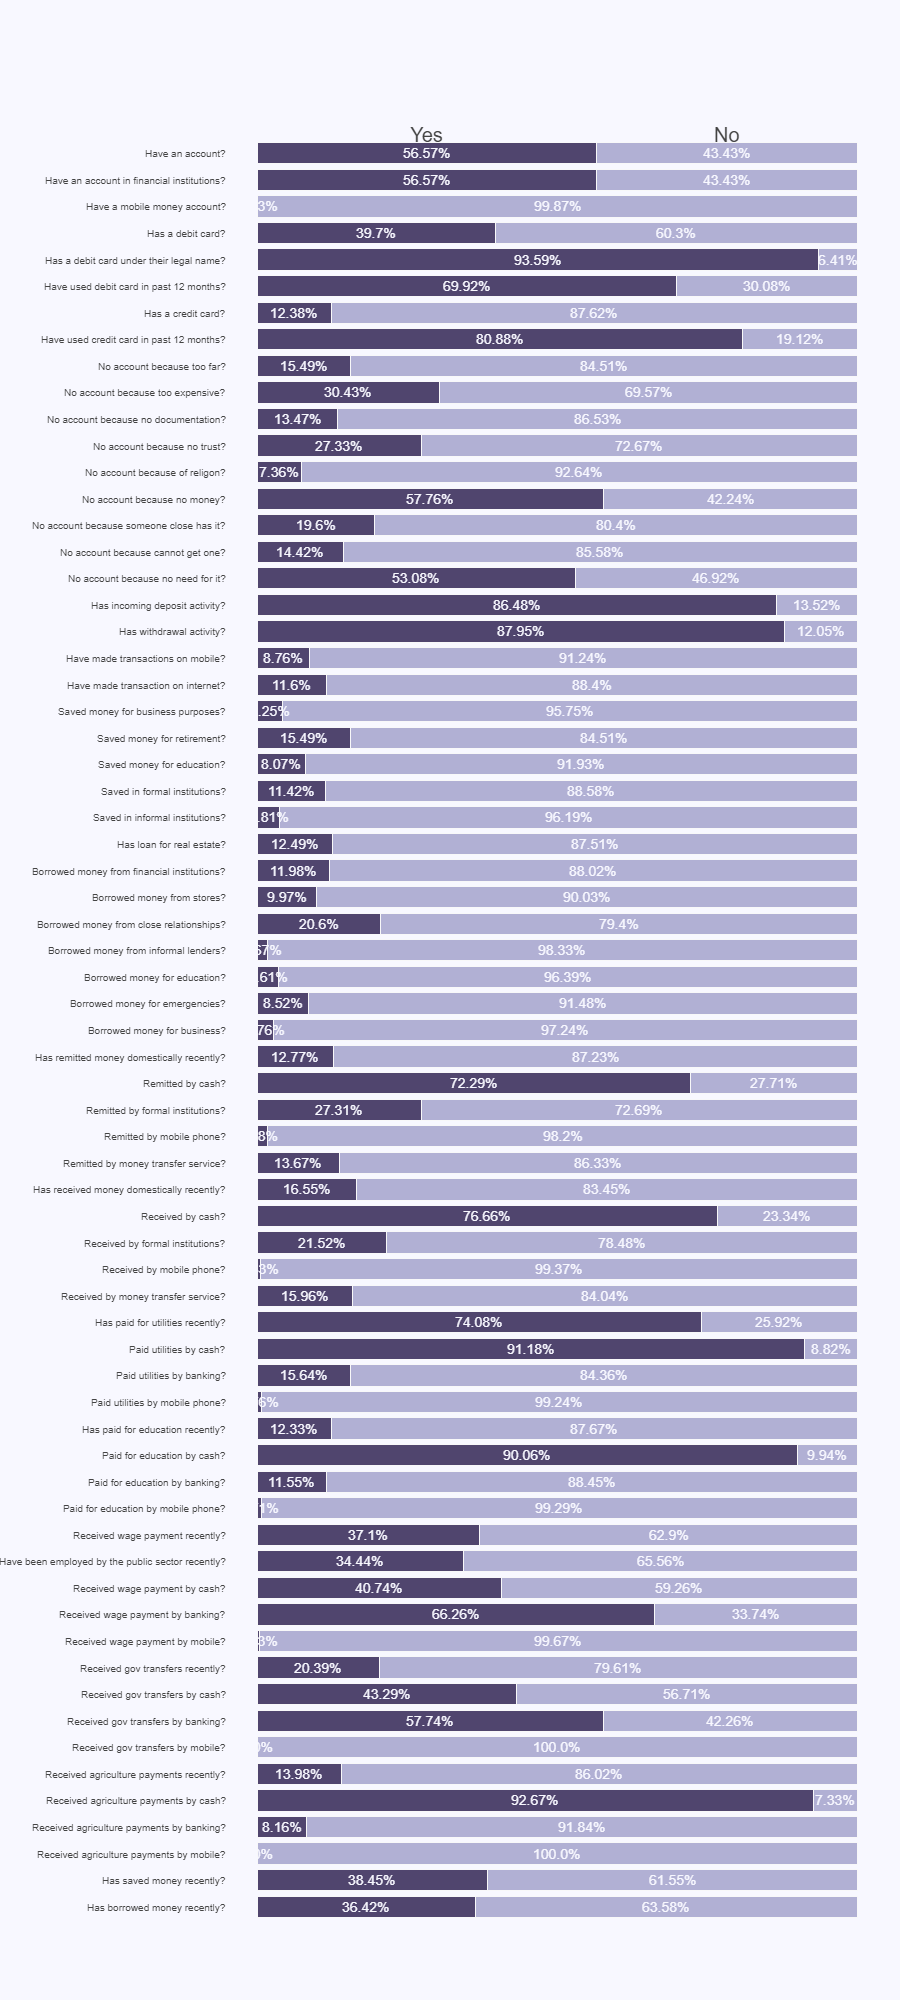 Yes No
Have an account? 56.57% 43.43%
Have an account in financial institutions? 56.57% 43.43%
Have a mobile money account? 3% 99.87%
Has a debit card? 39.7% 60.3%
Has a debit card under their legal name? 93.59% 6.41%
Have used debit card in past 12 months? 69.92% 30.08%
Has a credit card? 12.38% 87.62%
Have used credit card in past 12 months? 80.88% 19.12%
No account because too far? 15.49% 84.51%
No account because too expensive? 30.43% 69.57%
No account because no documentation? 13.47% 86.53%
No account because no trust? 27.33% 72.67%
No account because of religon? 7.36% 92.64%
No account because no money? 57.76% 42.24%
No account because someone close has it? 19.6% 80.4%
No account because cannot get one? 14.42% 85.58%
No account because no need for it? 53.08% 46.92%
Has incoming deposit activity? 86.48% 13.52%
Has withdrawal activity? 87.95% 12.05%
Have made transactions on mobile? 8.76% 91.24%
Have made transaction on internet? 11.6% 88.4%
Saved money for business purposes? .25% 95.75%
Saved money for retirement? 15.49% 84.51%
Saved money for education? 8.07% 91.93%
Saved in formal institutions? 11.42% 88.58%
Saved in informal institutions? .81% 96.19%
Has loan for real estate? 12.49% 87.51%
Borrowed money from financial institutions? 11.98% 88.02%
Borrowed money from stores? 9.97% 90.03%
Borrowed money from close relationships? 20.6% 79.4%
Borrowed money from informal lenders? 67% 98.33%
Borrowed money for education? .61% 96.39%
Borrowed money for emergencies? 8.52% 91.48%
Borrowed money for business? 76% 97.24%
Has remitted money domestically recently? 12.77% 87.23%
Remitted by cash? 72.29% 27.71%
Remitted by formal institutions? 27.31% 72.69%
Remitted by mobile phone? 8% 98.2%
Remitted by money transfer service? 13.67% 86.33%
Has received money domestically recently? 16.55% 83.45%
Received by cash? 76.66% 23.34%
Received by formal institutions? 21.52% 78.48%
Received by mobile phone? 3% 99.37%
Received by money transfer service? 15.96% 84.04%
Has paid for utilities recently? 74.08% 25.92%
Paid utilities by cash? 91.18% 8.82%
Paid utilities by banking? 15.64% 84.36%
Paid utilities by mobile phone? 6% 99.24%
Has paid for education recently? 12.33% 87.67%
Paid for education by cash? 90.06% 9.94%
Paid for education by banking? 11.55% 88.45%
Paid for education by mobile phone? 1% 99.29%
Received wage payment recently? 37.1% 62.9%
Have been employed by the public sector recently? 34.44% 65.56%
Received wage payment by cash? 40.74% 59.26%
Received wage payment by banking? 66.26% 33.74%
Received wage payment by mobile? 3% 99.67%
Received gov transfers recently? 20.39% 79.61%
Received gov transfers by cash? 43.29% 56.71%
Received gov transfers by banking? 57.74% 42.26%
Received gov transfers by mobile? 0% 100.0%
Received agriculture payments recently? 13.98% 86.02%
Received agriculture payments by cash? 92.67% 7.33%
Received agriculture payments by banking? 8.16% 91.84%
Received agriculture payments by mobile? 0% 100.0%
Has saved money recently? 38.45% 61.55%
Has borrowed money recently? 36.42% 63.58%